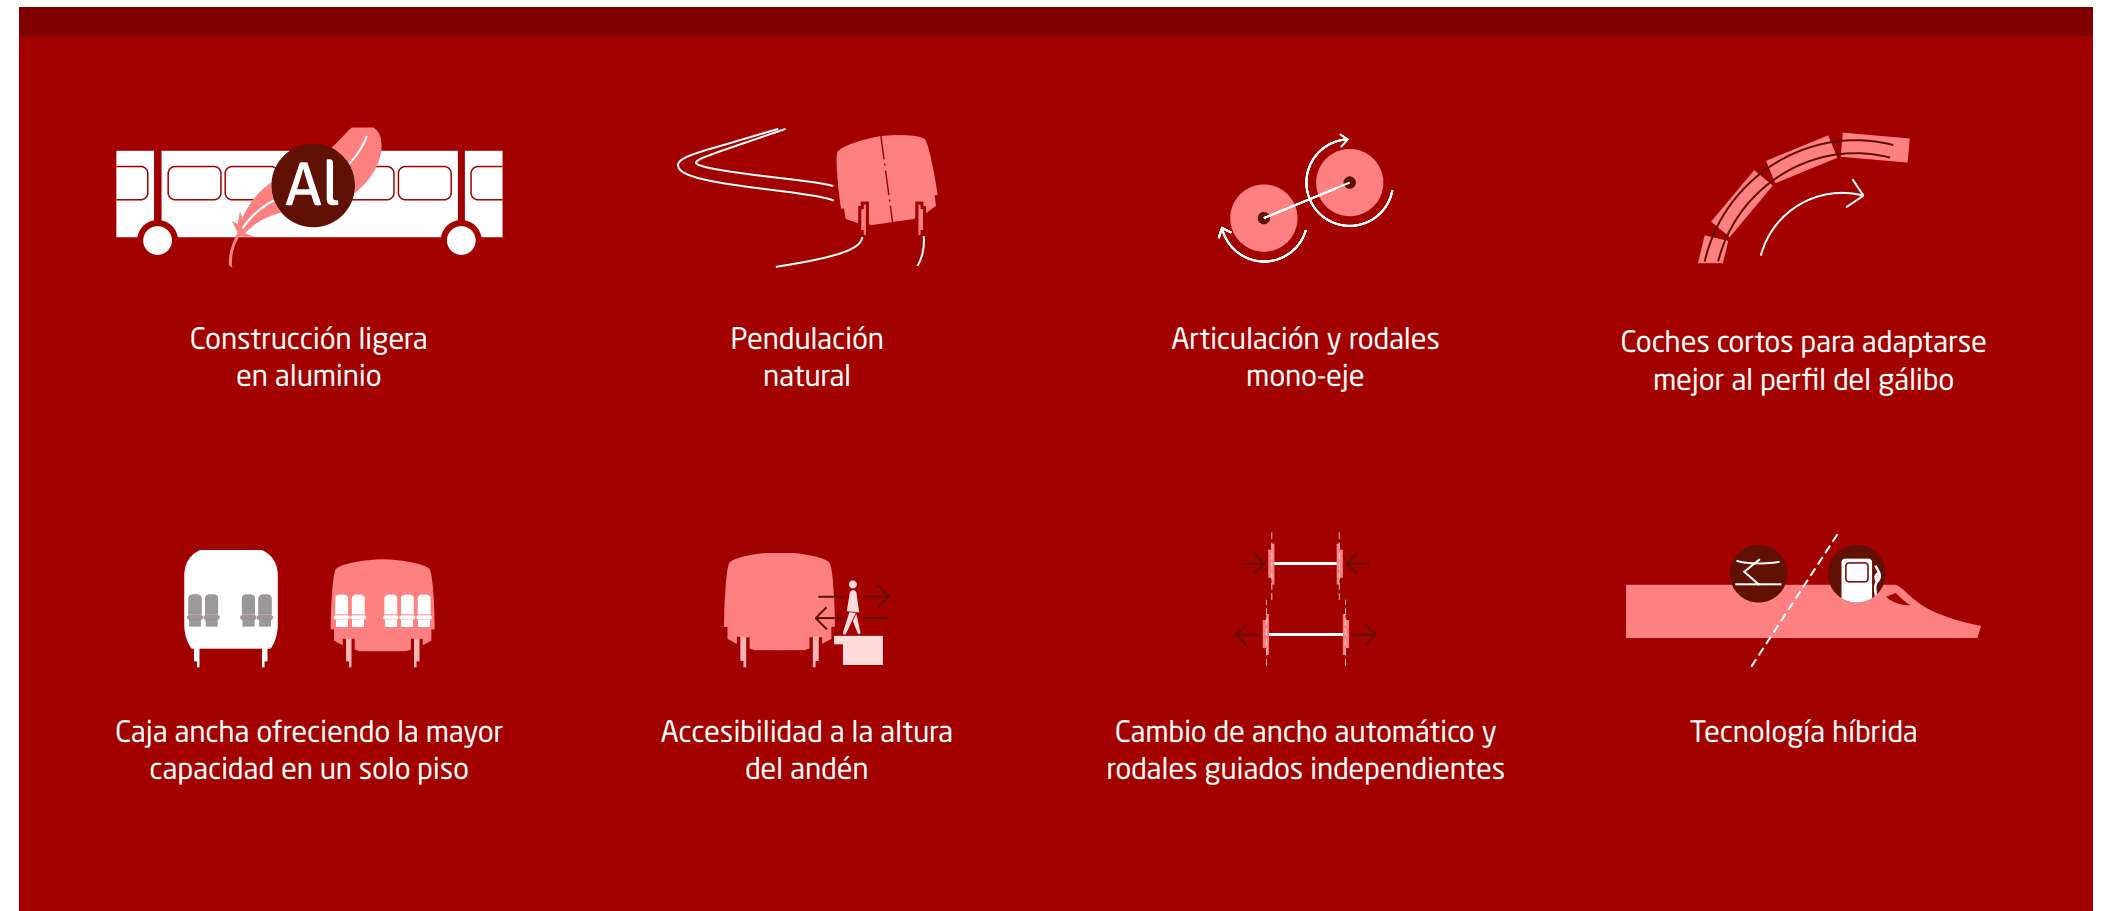 Al
Construcción ligera
en aluminio
Pendulación
natural
Articulación y rodales
mono-eje
Coches cortos para adaptarse
mejor al perfil del gálibo
Caja ancha ofreciendo la mayor
capacidad en un solo piso
Accesibilidad a la altura
del andén
Cambio de ancho automático y
rodales guiados independientes
Tecnología híbrida